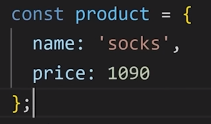 const product = {
  name: 'socks',
  price: 1090
};